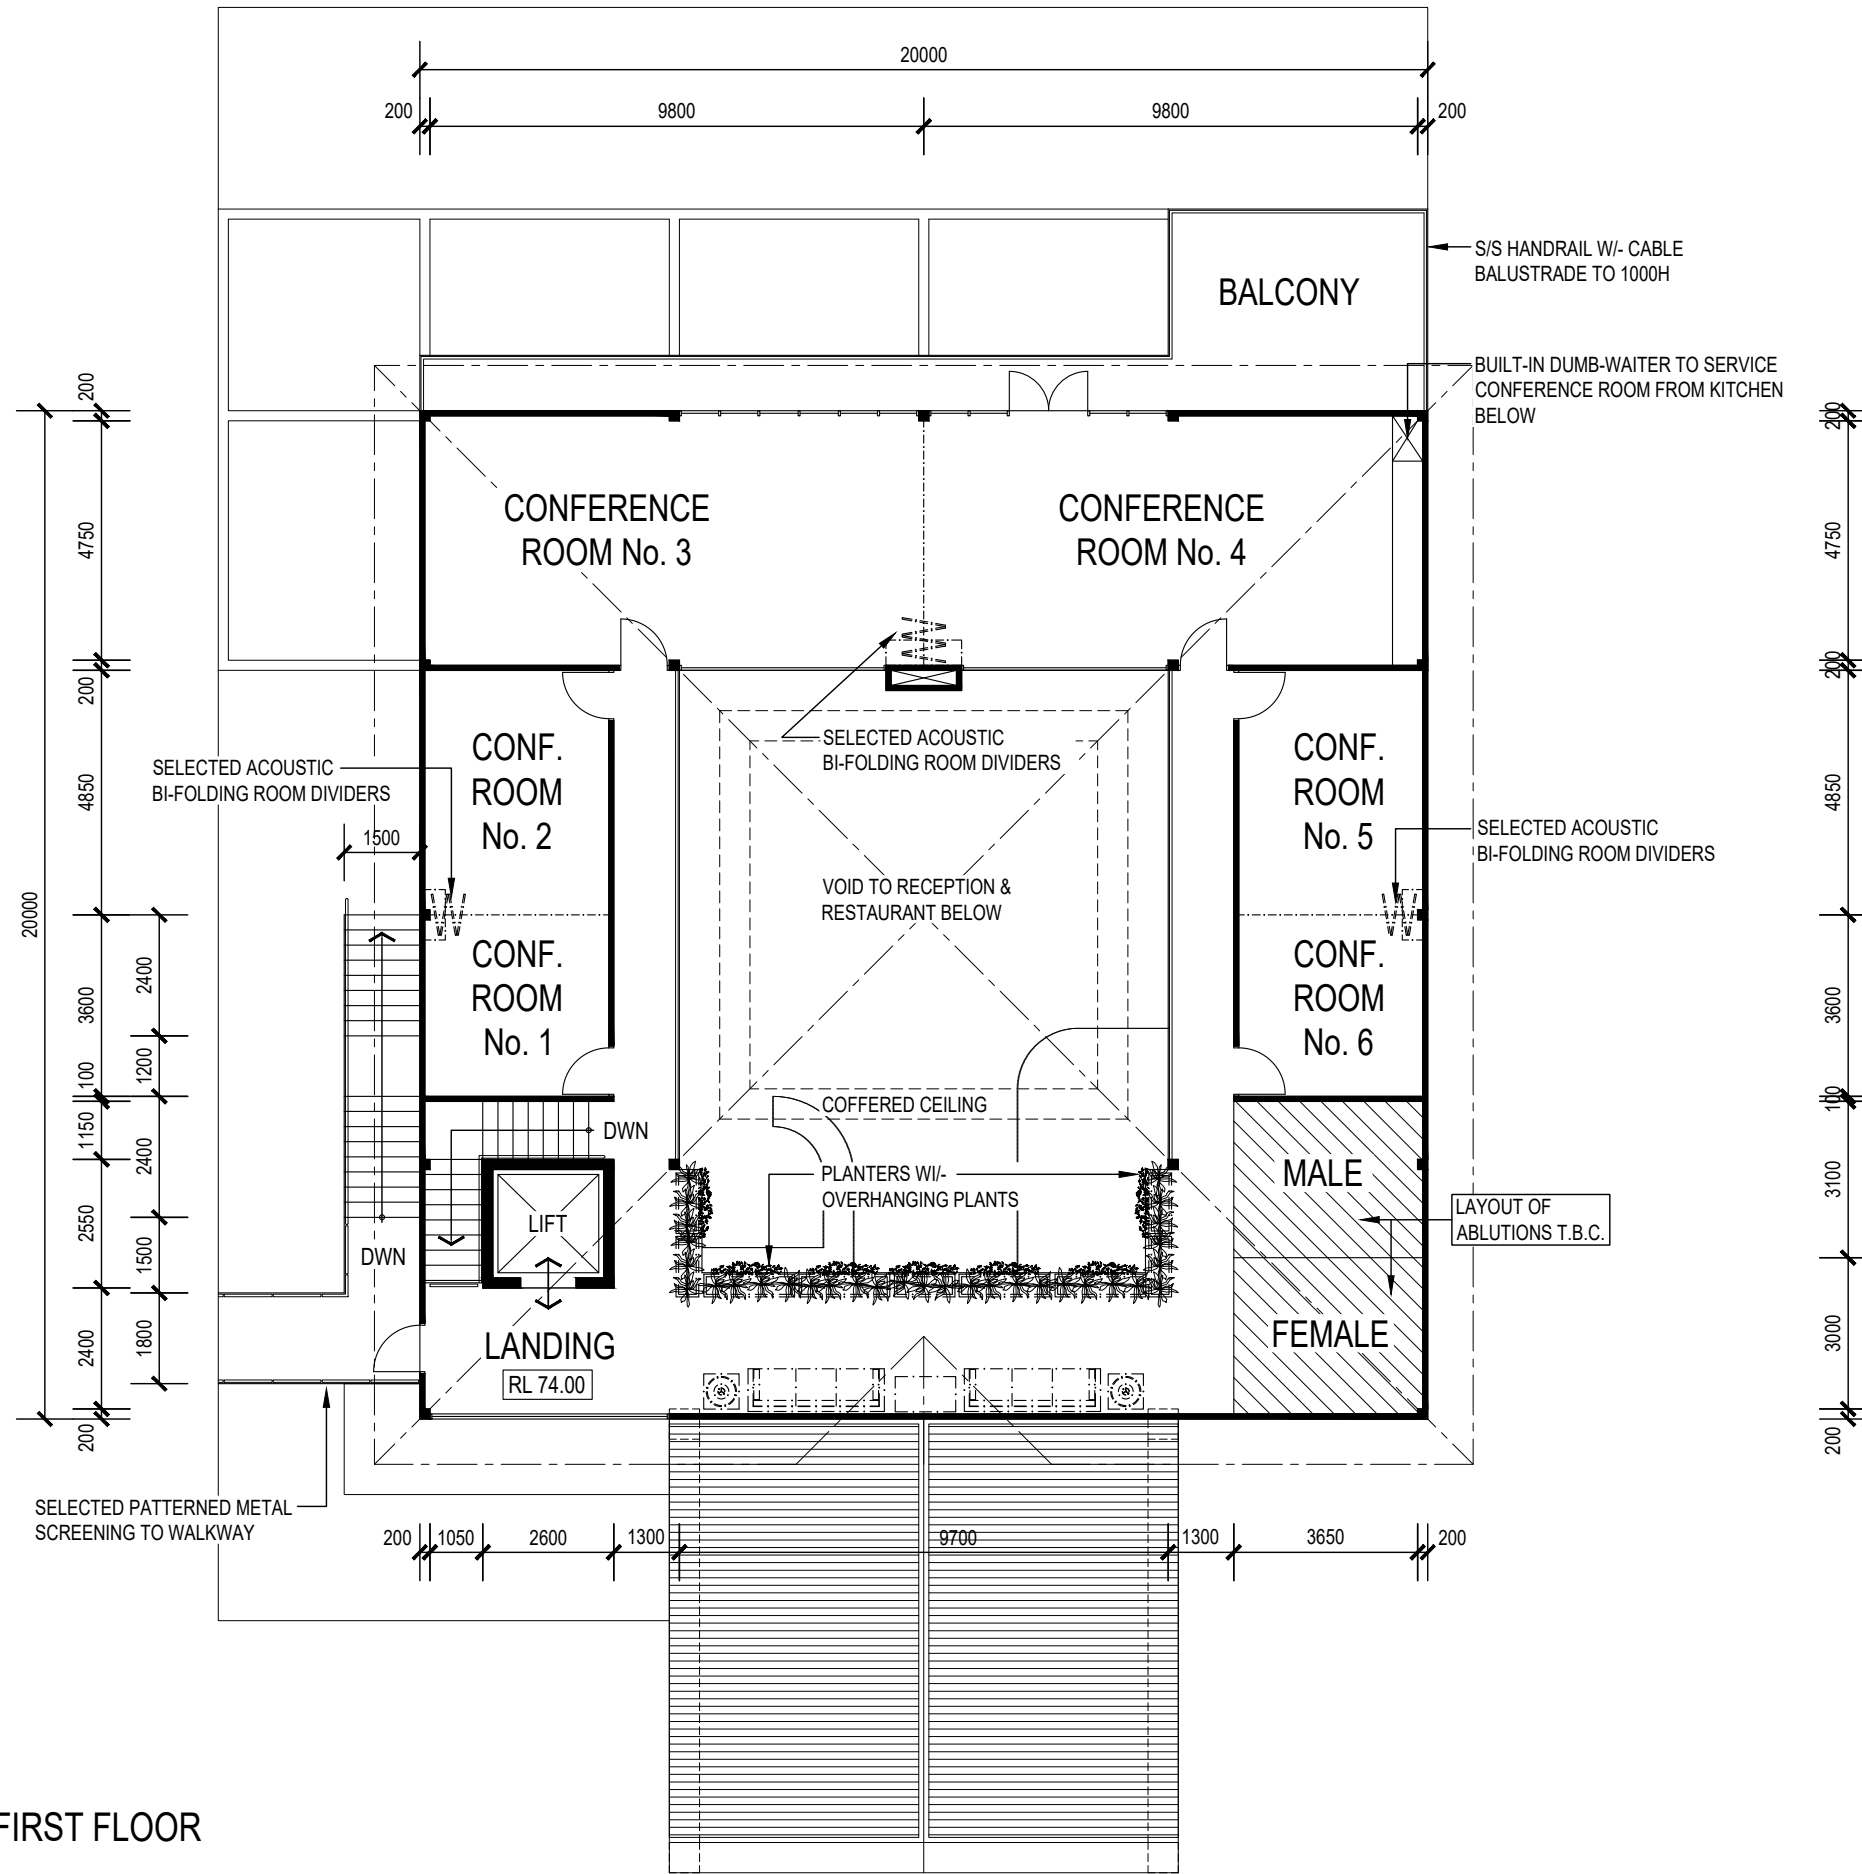 20000
200
9800
9800
200
S/S HANDRAIL W/- CABLE
BALUSTRADE TO 1000H
BALCONY
BUILT-IN DUMB-WAITER TO SERVICE
CONFERENCE ROOM FROM KITCHEN
BELOW
CONFERENCE
ROOM No. 3
CONFERENCE
ROOM No. 4
SELECTED ACOUSTIC
BI-FOLDING ROOM DIVIDERS
CONF.
ROOM
No. 2
SELECTED ACOUSTIC
BI-FOLDING ROOM DIVIDERS
CONF.
ROOM
No. 5
SELECTED ACOUSTIC
BI-FOLDING ROOM DIVIDERS
1500
VOID TO RECEPTION &
RESTAURANT BELOW
CONF.
ROOM
No. 1
CONF.
ROOM
No. 6
COFFERED CEILING
DWN
PLANTERS WI/-
OVERHANGING PLANTS
MALE
LAYOUT OF
ABLUTIONS T.B.C.
LIFT
DWN
FEMALE
LANDING
RL 74.00
SELECTED PATTERNED METAL
SCREENING TO WALKWAY
20000
200
4750
200
4850
3600
100
1150
2550
2400
200
2400
1200
2400
1500
1800
200
4750
200
4850
3600
100
3100
3000
200
200
1050
2600
1300
9700
1300
3650
200
FIRST FLOOR